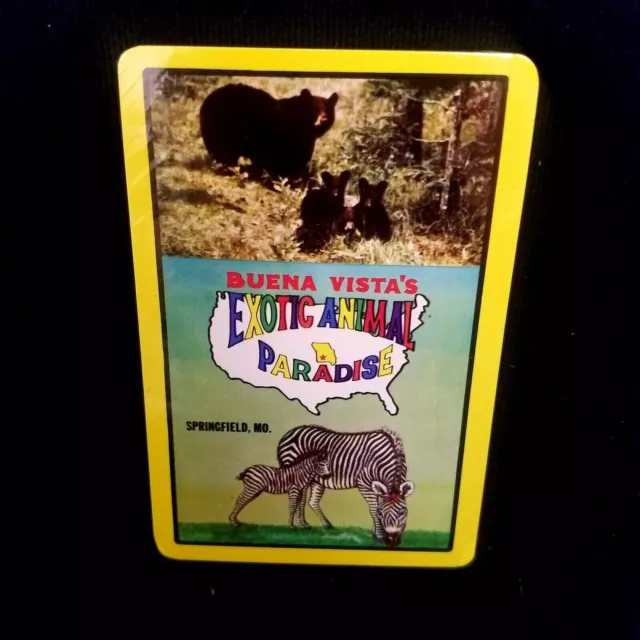 BUENA VISTA'S
EXOTIC ANIMAL
PARADISE
SPRINGFIELD, MO.